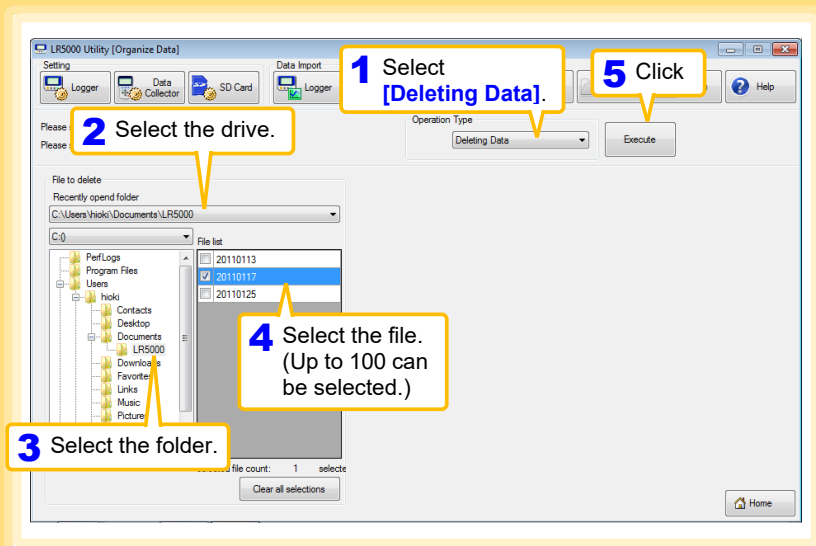 LR5000 Utility [Organize Data]
Setting
Data Import
Logger
Data
Collector
SD Card
Logger
Help
1 Select
[Deleting Data].
5 Click
Please
Please
2 Select the drive.
Operation Type
Deleting Data
Execute
File to delete
Recently opend folder
C:\Users\hioki\Documents\LR5000
C:()
File list
PerfLogs
Program Files
Users
hioki
Contacts
Desktop
Documents
LR5000
Downloads
Favorites
Links
Music
Pictures
20110113
20110117
20110125
4 Select the file.
(Up to 100 can
be selected.)
3 Select the folder.
file count: 1 selecte
Clear all selections
Home